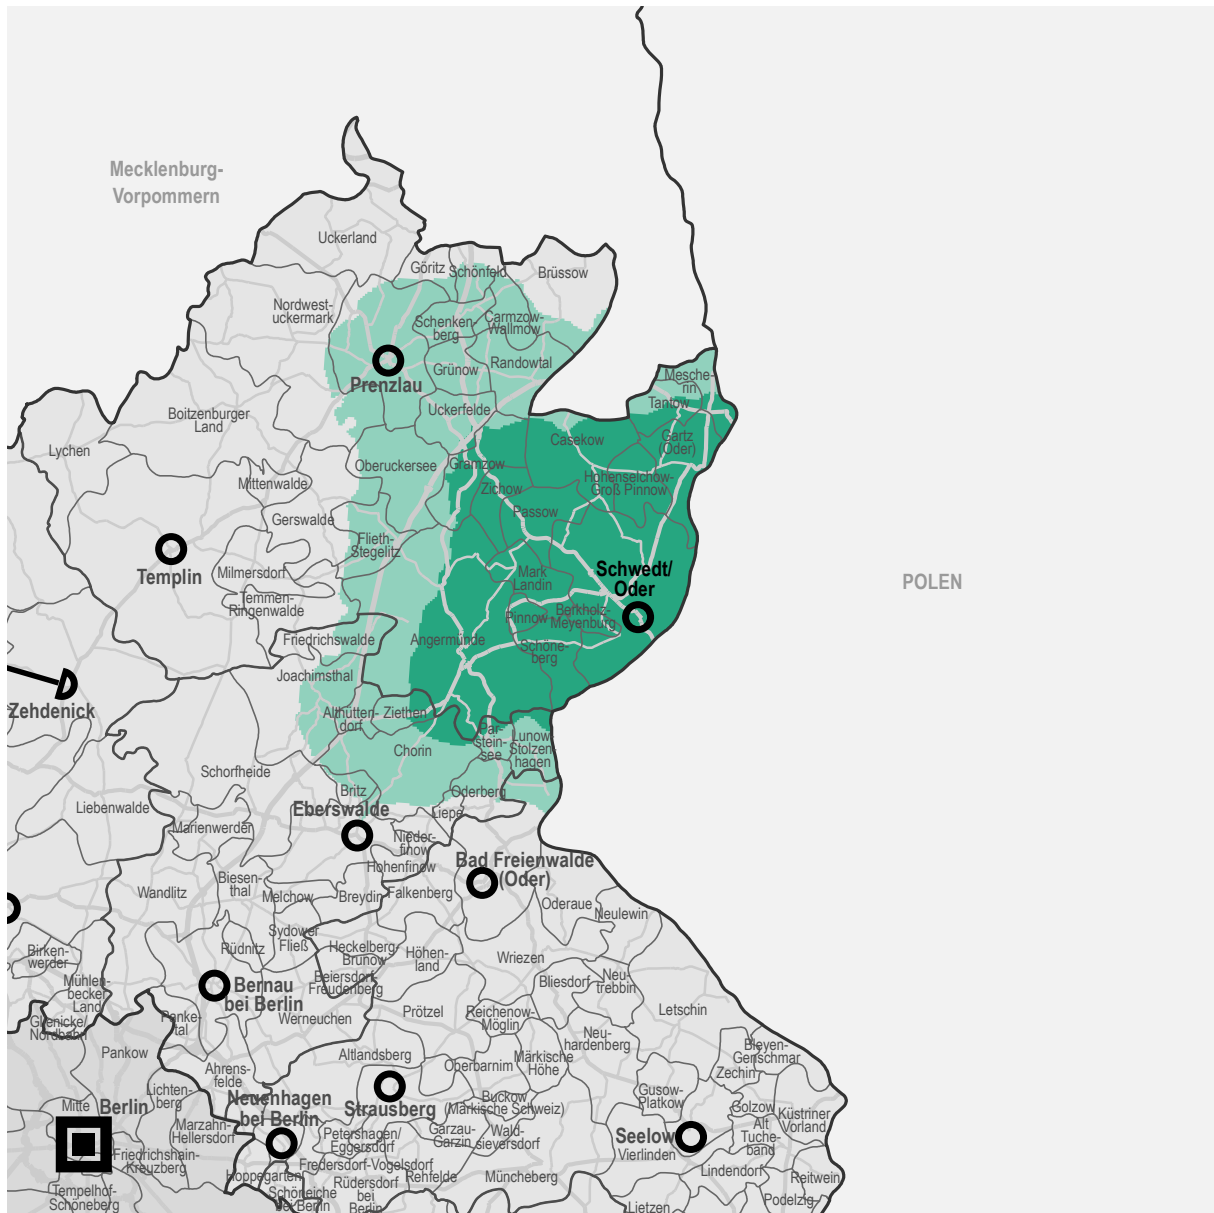 Mecklenburg-
Vorpommern
Uckerland
Göritz
Schönfeld
Brüssow
Nordwest-
uckermark
Schenken-
berg
Carmzow-
Wallmow
Prenzlau
Grünow
Randowtal
Mesche-
rin
Tantow
Boitzenburger
Land
Uckerfelde
Lychen
Casekow
Gartz
(Oder)
Oberuckersee
Gramzow
Mittenwalde
Zichow
Hohenselchow-
Groß Pinnow
Gerswalde
Passow
Flieth-
Stegelitz
Templin
Milmersdorf
Mark
Landin
Schwedt/
Oder
POLEN
Temmen-
Ringenwalde
Pinnow
Berkholz-
Meyenburg
Friedrichswalde
Angermünde
Schöne-
berg
Joachimsthal
Zehdenick
Althütten-
dorf
Ziethen
Par-
stein-
see
Lunow-
Stolzen-
hagen
Chorin
Schorfheide
Britz
Oderberg
Liebenwalde
Eberswalde
Liepe
Marienwerder
Nieder-
finow
Hohenfinow
Bad Freienwalde
(Oder)
Wandlitz
Biesen-
thal
Melchow
Breydin
Falkenberg
Oderaue
Neulewin
Sydower
Fließ
Birken-
werder
Rüdnitz
Heckelberg-
Brunow
Höhen-
land
Wriezen
Mühlen-
becker
Land
Bernau
bei Berlin
Beiersdorf-
Freudenberg
Bliesdorf
Neu-
trebbin
Glienicke/
Nordbahn
Panke-
tal
Werneuchen
Prötzel
Reichenow-
Möglin
Letschin
Neu-
hardenberg
Pankow
Altlandsberg
Märkische
Höhe
Bleyen-
Genschmar
Ahrens-
felde
Oberbarnim
Zechin
Lichten-
berg
Neuenhagen
bei Berlin
Strausberg
Buckow
(Märkische Schweiz)
Gusow-
Platkow
Golzow
Küstriner
Vorland
Mitte
Berlin
Marzahn-
Hellersdorf
Petershagen/
Eggersdorf
Garzau-
Garzin
Wald-
sieversdorf
Seelow
Vierlinden
Alt
Tuche-
band
Friedrichshain-
Kreuzberg
Fredersdorf-Vogelsdorf
Hoppegarten
Rehfelde
Müncheberg
Lindendorf
Reitwein
Tempelhof-
Schöneberg
Schöneiche
bei Berlin
Rüdersdorf
bei
Berlin
Lietzen
Podelzig